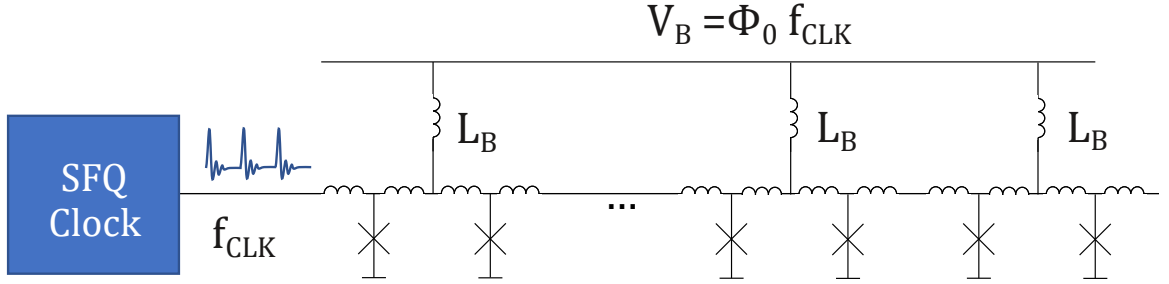 V_B =Φ_0 f_CLK
L_B L_B L_B
SFQ
Clock
f_CLK
...